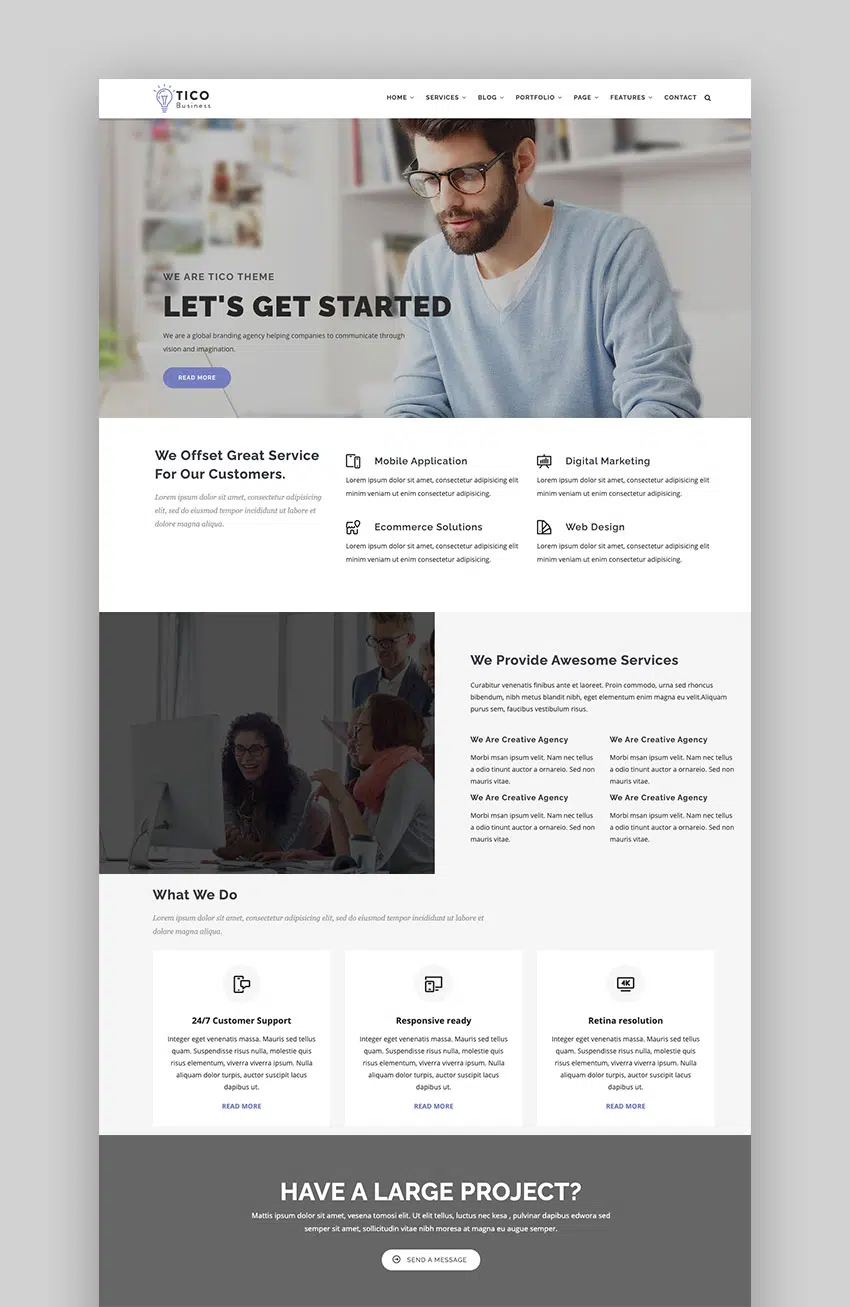 TICO
Business
HOME SERVICES BLOG PORTFOLIO PAGE FEATURES CONTACT
WE ARE TICO THEME
LET'S GET STARTED
We are a global branding agency helping companies to communicate through
vision and imagination.
READ MORE
We Offset Great Service
For Our Customers.
Lorem ipsum dolor sit amet, consectetur adipisicing
elit, sed do eiusmod tempor incididunt ut labore et
dolore magna aliqua.
Mobile Application
Lorem ipsum dolor sit amet, consectetur adipisicing elit
minim veniam ut enim consectetur adipisicing.
Digital Marketing
Lorem ipsum dolor sit amet, consectetur adipisicing elit
minim veniam ut enim consectetur adipisicing.
Ecommerce Solutions
Lorem ipsum dolor sit amet, consectetur adipisicing elit
minim veniam ut enim consectetur adipisicing.
Web Design
Lorem ipsum dolor sit amet, consectetur adipisicing elit
minim veniam ut enim consectetur adipisicing.
We Provide Awesome Services
Curabitur venenatis finibus ante et laoreet. Proin commodo, urna sed rhoncus
bibendum, nibh metus blandit nibh, eget elementum enim magna eu velit.Aliquam
purus sem, faucibus vestibulum risus.
We Are Creative Agency
Morbi msan ipsum velit. Nam nec tellus
a odio tinunt auctor a ornareio. Sed non
mauris vitae.
We Are Creative Agency
Morbi msan ipsum velit. Nam nec tellus
a odio tinunt auctor a ornareio. Sed non
mauris vitae.
We Are Creative Agency
Morbi msan ipsum velit. Nam nec tellus
a odio tinunt auctor a ornareio. Sed non
mauris vitae.
We Are Creative Agency
Morbi msan ipsum velit. Nam nec tellus
a odio tinunt auctor a ornareio. Sed non
mauris vitae.
What We Do
Lorem ipsum dolor sit amet, consectetur adipisicing elit, sed do eiusmod tempor incididunt ut labore et
dolore magna aliqua.
24/7 Customer Support
Integer eget venenatis massa. Mauris sed tellus
quam. Suspendisse risus nulla, molestie quis
risus elementum, viverra viverra ipsum. Nulla
aliquam dolor turpis, auctor suscipit lacus
dapibus ut.
READ MORE
Responsive ready
Integer eget venenatis massa. Mauris sed tellus
quam. Suspendisse risus nulla, molestie quis
risus elementum, viverra viverra ipsum. Nulla
aliquam dolor turpis, auctor suscipit lacus
dapibus ut.
READ MORE
4K
Retina resolution
Integer eget venenatis massa. Mauris sed tellus
quam. Suspendisse risus nulla, molestie quis
risus elementum, viverra viverra ipsum. Nulla
aliquam dolor turpis, auctor suscipit lacus
dapibus ut.
READ MORE
HAVE A LARGE PROJECT?
Mattis ipsum dolor sit amet, vesena tomosi elit. Ut elit tellus, luctus nec kesa , pulvinar dapibus edwora sed
semper sit amet, sollicitudin vitae nibh moresa at magna eu augue semper.
SEND A MESSAGE